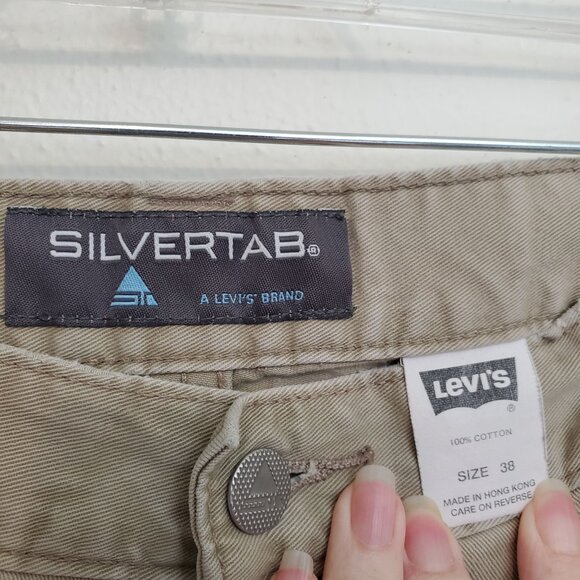 SILVERTAB®
A LEVI'S® BRAND
LEVI'S
®
100% COTTON
SIZE 38
MADE IN HONG KONG
CARE ON REVERSE